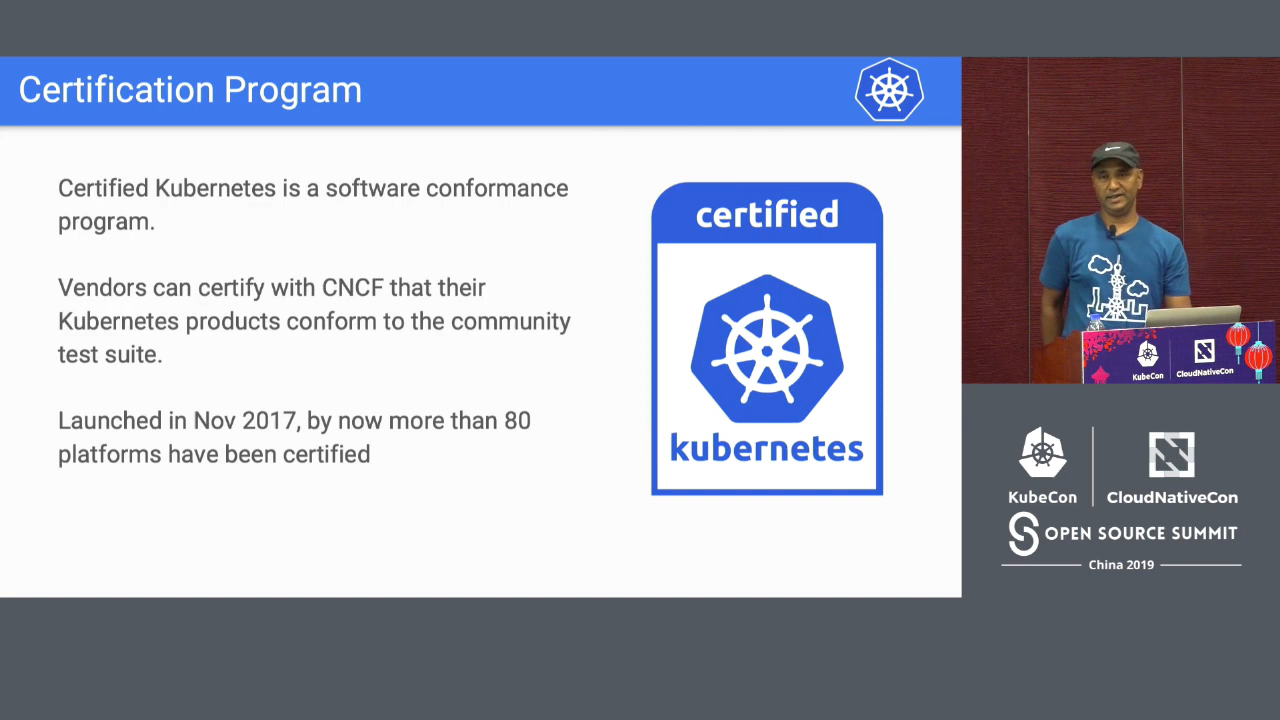 Certification Program
Certified Kubernetes is a software conformance
program.
Vendors can certify with CNCF that their
Kubernetes products conform to the community
test suite.
Launched in Nov 2017, by now more than 80
platforms have been certified
certified
kubernetes
KubeCon
CloudNativeCon
KubeCon
CloudNativeCon
OPEN SOURCE SUMMIT
China 2019